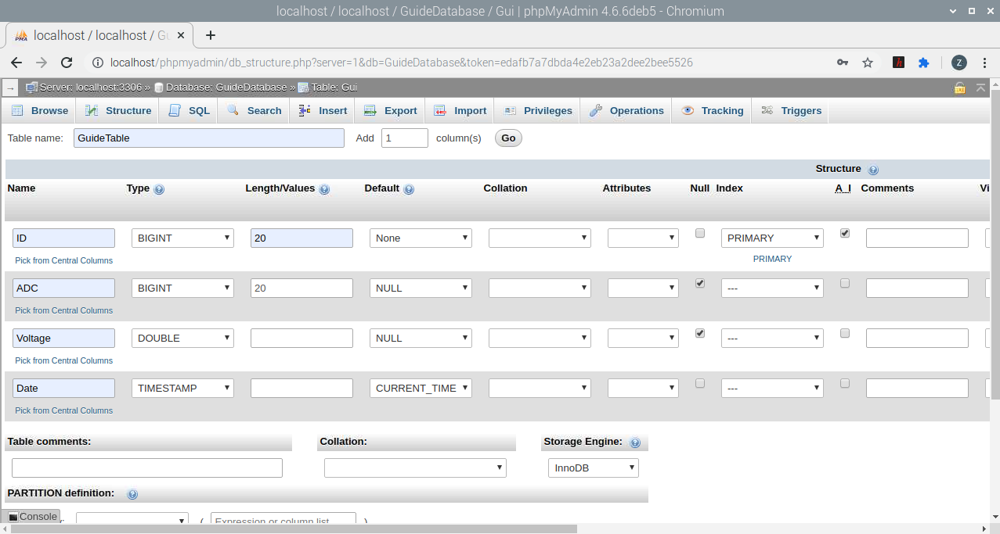 localhost / localhost / GuideDatabase / Gui | phpMyAdmin 4.6.6deb5 - Chromium
localhost / localhost / Gu
localhost/phpmyadmin/db_structure.php?server=1&db=GuideDatabase&token=edafb7a7dbda4e2eb23a2dee2bee5526 Z
Server: localhost:3306 » Database: GuideDatabase » Table: Gui
Browse Structure SQL Search Insert Export Import Privileges Operations Tracking Triggers
Table name: GuideTable Add 1 column(s) Go
Structure
Name Type Length/Values Default Collation Attributes Null Index A_I Comments Vi
ID BIGINT 20 None PRIMARY
Pick from Central Columns PRIMARY
ADC BIGINT 20 NULL ---
Pick from Central Columns
Voltage DOUBLE NULL ---
Pick from Central Columns
Date TIMESTAMP CURRENT_TIME ---
Pick from Central Columns
Table comments: Collation: Storage Engine:
InnoDB
PARTITION definition:
Console ( Expression or column list )